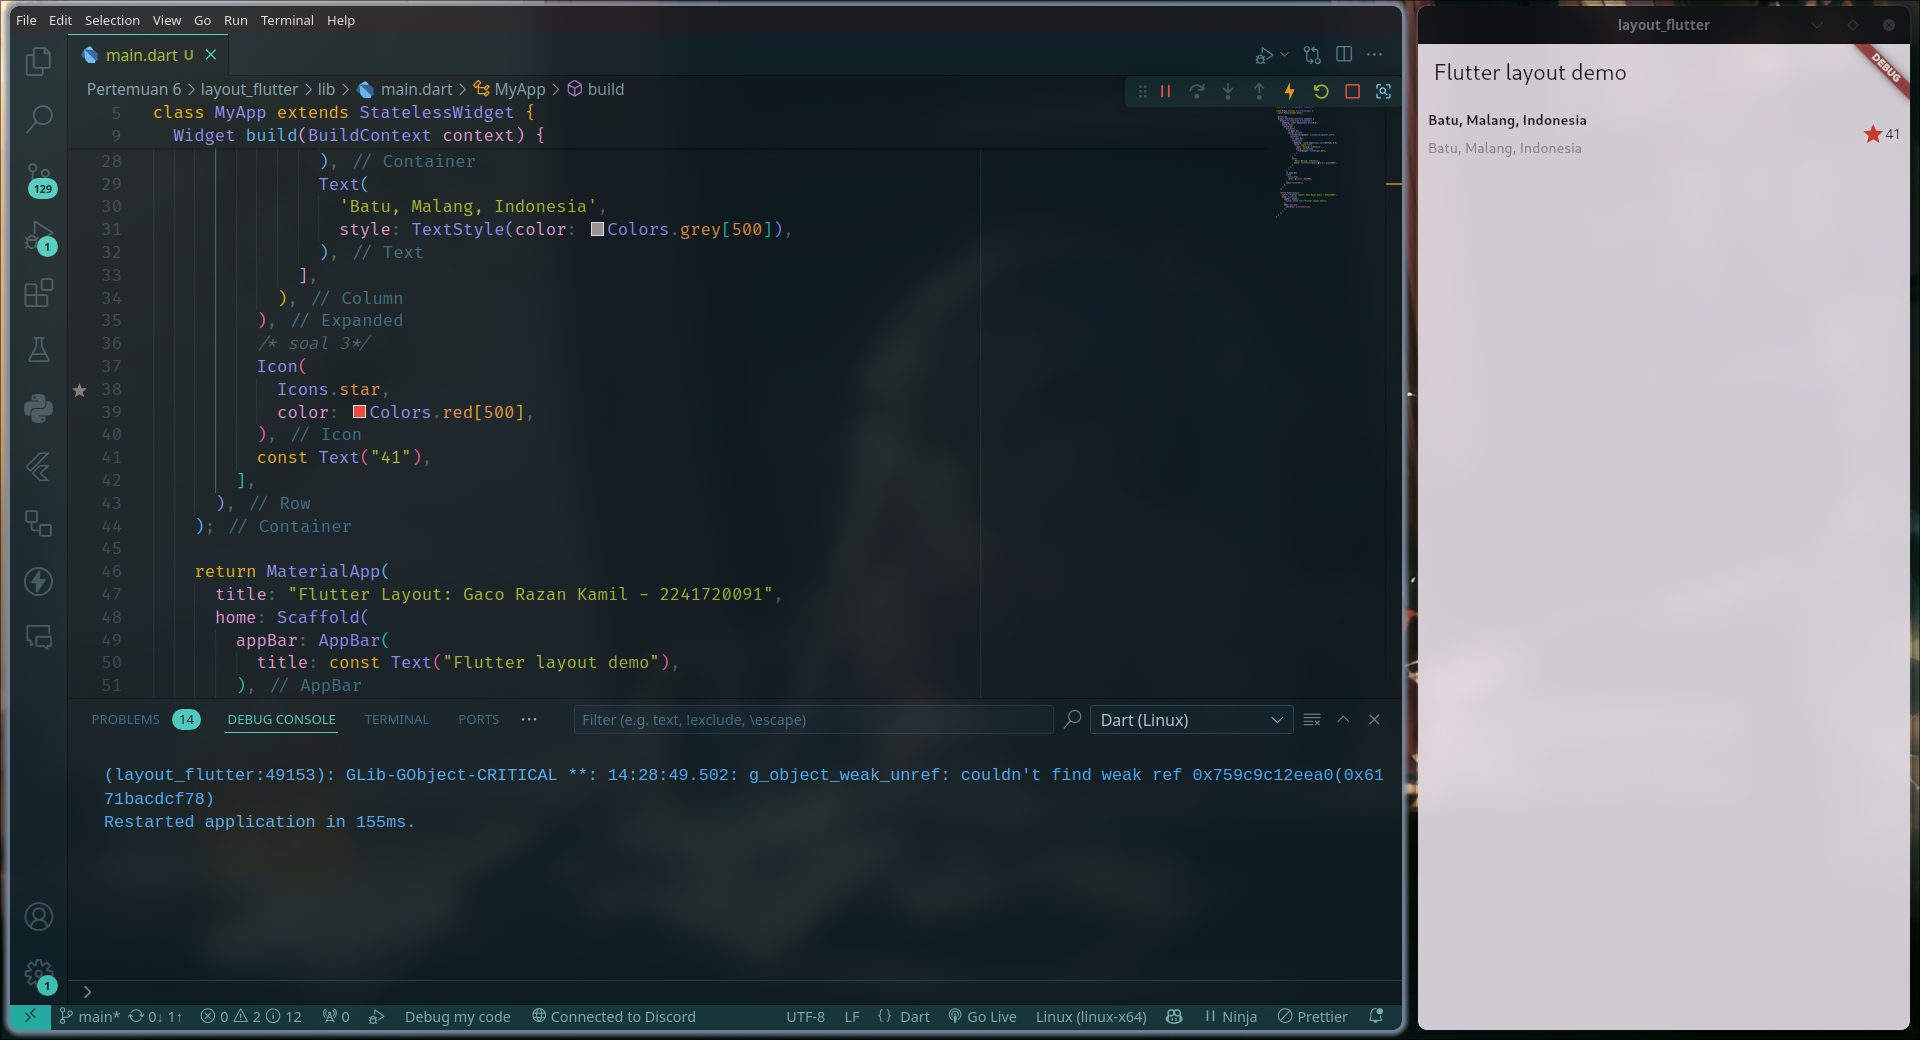 File Edit Selection View Go Run Terminal Help
main.dart U
Pertemuan 6 > layout_flutter > lib > main.dart > MyApp > build
5 class MyApp extends StatelessWidget {
9 Widget build(BuildContext context) {
28 ), // Container
29 Text(
30 'Batu, Malang, Indonesia',
31 style: TextStyle(color: Colors.grey[500]),
32 ), // Text
33 ],
34 ), // Column
35 ), // Expanded
36 /* soal 3*/
37 Icon(
38 Icons.star,
39 color: Colors.red[500],
40 ), // Icon
41 const Text("41"),
42 ],
43 ), // Row
44 ); // Container
45
46 return MaterialApp(
47 title: "Flutter Layout: Gaco Razan Kamil - 2241720091",
48 home: Scaffold(
49 appBar: AppBar(
50 title: const Text("Flutter layout demo"),
51 ), // AppBar
129
1
1
PROBLEMS 14 DEBUG CONSOLE TERMINAL PORTS ··· Filter (e.g. text, !exclude, \escape) Dart (Linux)
(layout_flutter:49153): GLib-GObject-CRITICAL **: 14:28:49.502: g_object_weak_unref: couldn't find weak ref 0x759c9c12eea0(0x61
71bacdcf78)
Restarted application in 155ms.
main* 0↓ 1↑ 0 2 12 0 Debug my code Connected to Discord UTF-8 LF {} Dart Go Live Linux (linux-x64) Ninja Prettier
layout_flutter
DEBUG
Flutter layout demo
Batu, Malang, Indonesia
41
Batu, Malang, Indonesia